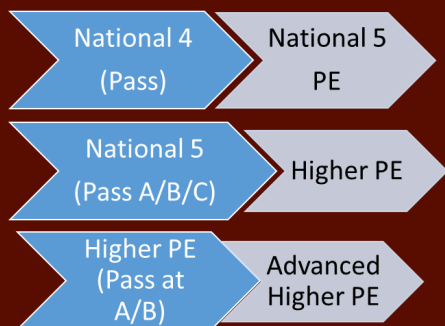 National 4
(Pass)
National 5
PE
National 5
(Pass A/B/C)
Higher PE
Higher PE
(Pass at
A/B)
Advanced
Higher PE